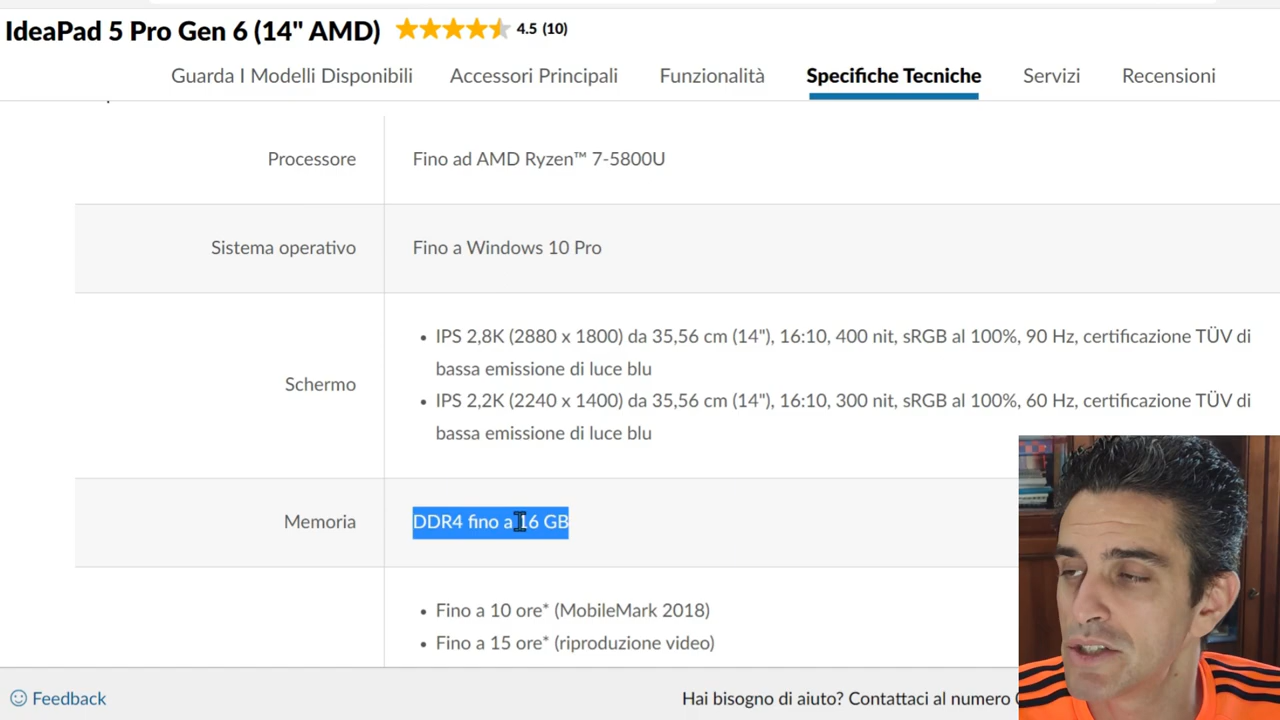 IdeaPad 5 Pro Gen 6 (14" AMD) 4.5 (10)
Guarda I Modelli Disponibili Accessori Principali Funzionalità Specifiche Tecniche Servizi Recensioni
Processore Fino ad AMD Ryzen™ 7-5800U
Sistema operativo Fino a Windows 10 Pro
Schermo
• IPS 2,8K (2880 x 1800) da 35,56 cm (14"), 16:10, 400 nit, sRGB al 100%, 90 Hz, certificazione TÜV di
bassa emissione di luce blu
• IPS 2,2K (2240 x 1400) da 35,56 cm (14"), 16:10, 300 nit, sRGB al 100%, 60 Hz, certificazione TÜV di
bassa emissione di luce blu
Memoria DDR4 fino a 16 GB
• Fino a 10 ore* (MobileMark 2018)
• Fino a 15 ore* (riproduzione video)
Feedback Hai bisogno di aiuto? Contattaci al numero